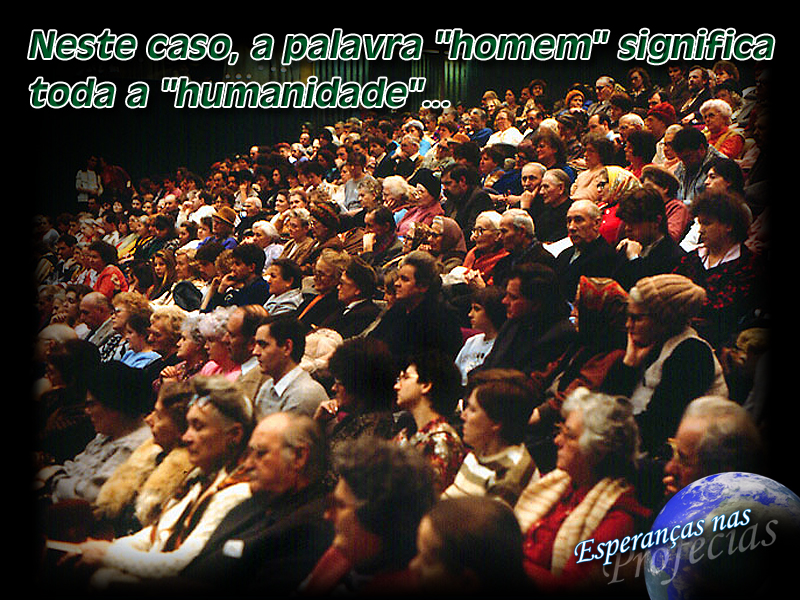 Neste caso, a palavra "homem" significa
toda a "humanidade"...
Esperanças nas
Profecias